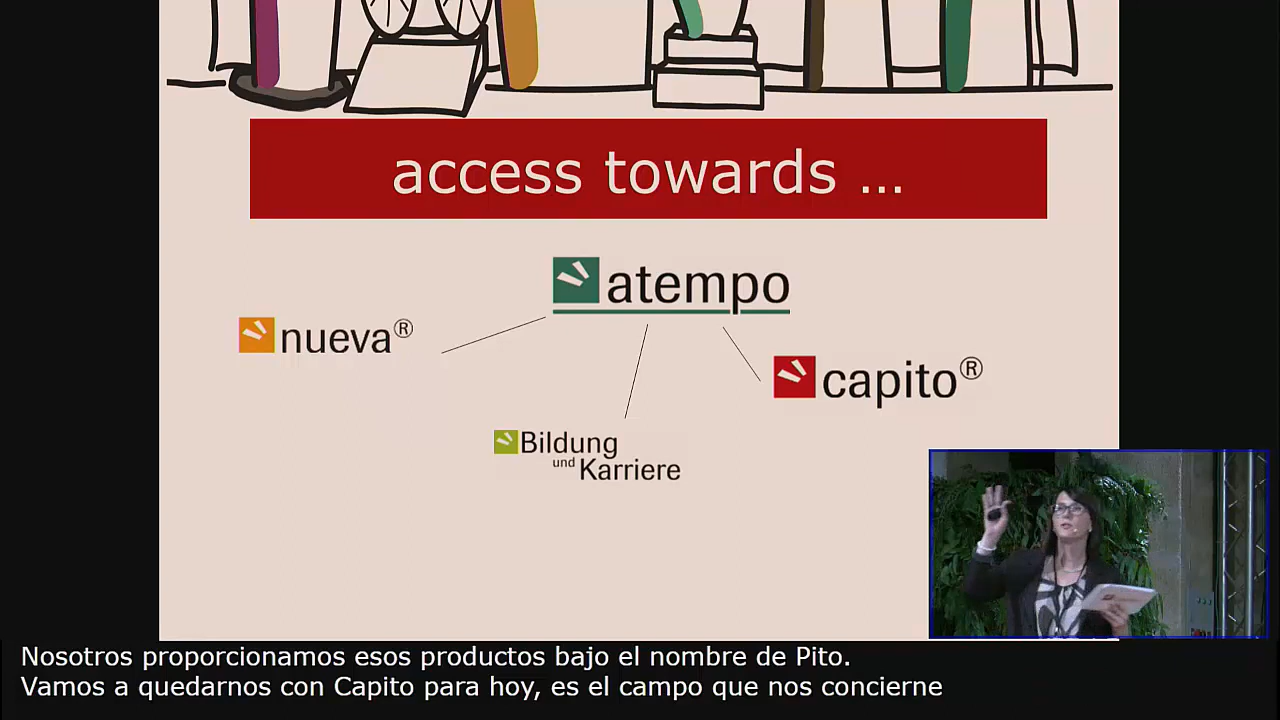 access towards ...
atempo
nueva®
capito®
Bildung
und Karriere
Nosotros proporcionamos esos productos bajo el nombre de Pito.
Vamos a quedarnos con Capito para hoy, es el campo que nos concierne